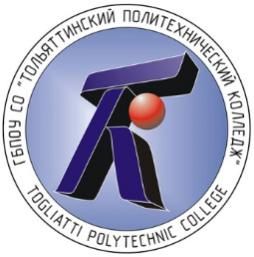 ГБПОУ СО "ТОЛЬЯТТИНСКИЙ ПОЛИТЕХНИЧЕСКИЙ КОЛЛЕДЖ"
TOGLIATTI POLYTECHNIC COLLEGE